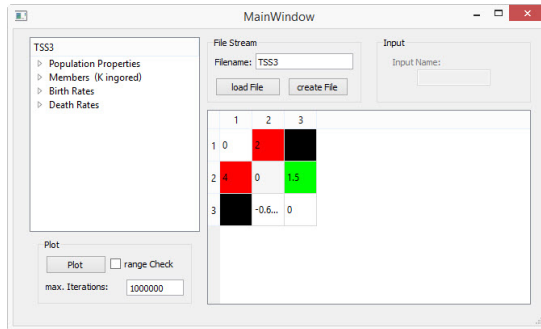 MainWindow
TSS3
Population Properties
Members (K ingored)
Birth Rates
Death Rates
File Stream
Filename: TSS3
load File create File
Input
Input Name:
1 2 3
1 0 2
2 4 0 1.5
3 -0.6... 0
Plot
Plot range Check
max. Iterations: 1000000